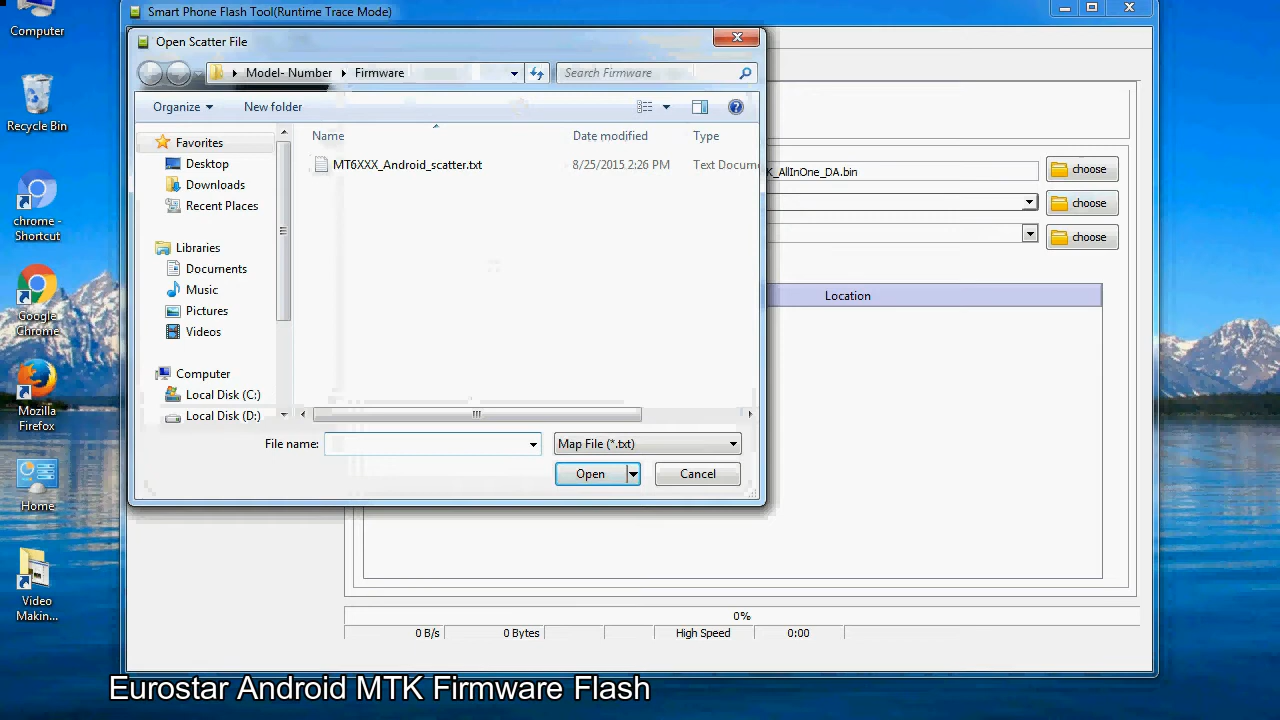 Computer
Recycle Bin
chrome -
Shortcut
Google
Chrome
Mozilla
Firefox
Home
Video
Makin...
Smart Phone Flash Tool(Runtime Trace Mode)
Open Scatter File
Model- Number
Firmware
Search Firmware
Organize
New folder
Favorites
Desktop
Downloads
Recent Places
Libraries
Documents
Music
Pictures
Videos
Computer
Local Disk (C:)
Local Disk (D:)
Name
Date modified
Type
MT6XXX_Android_scatter.txt
8/25/2015 2:26 PM
Text Docum
File name:
Map File (*.txt)
Open
Cancel
K_AllInOne_DA.bin
choose
choose
choose
Location
0%
0 B/s
0 Bytes
High Speed
0:00
Eurostar Android MTK Firmware Flash